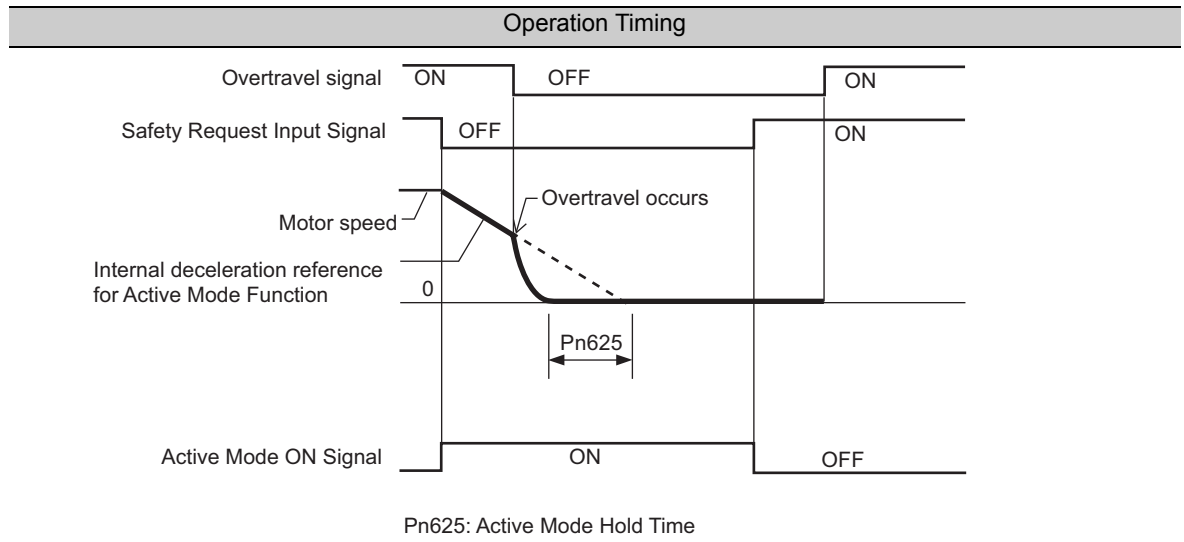 Operation Timing
Overtravel signal ON OFF ON
Safety Request Input Signal OFF ON
Overtravel occurs
Motor speed
Internal deceleration reference
for Active Mode Function
0
Pn625
Active Mode ON Signal ON OFF
Pn625: Active Mode Hold Time